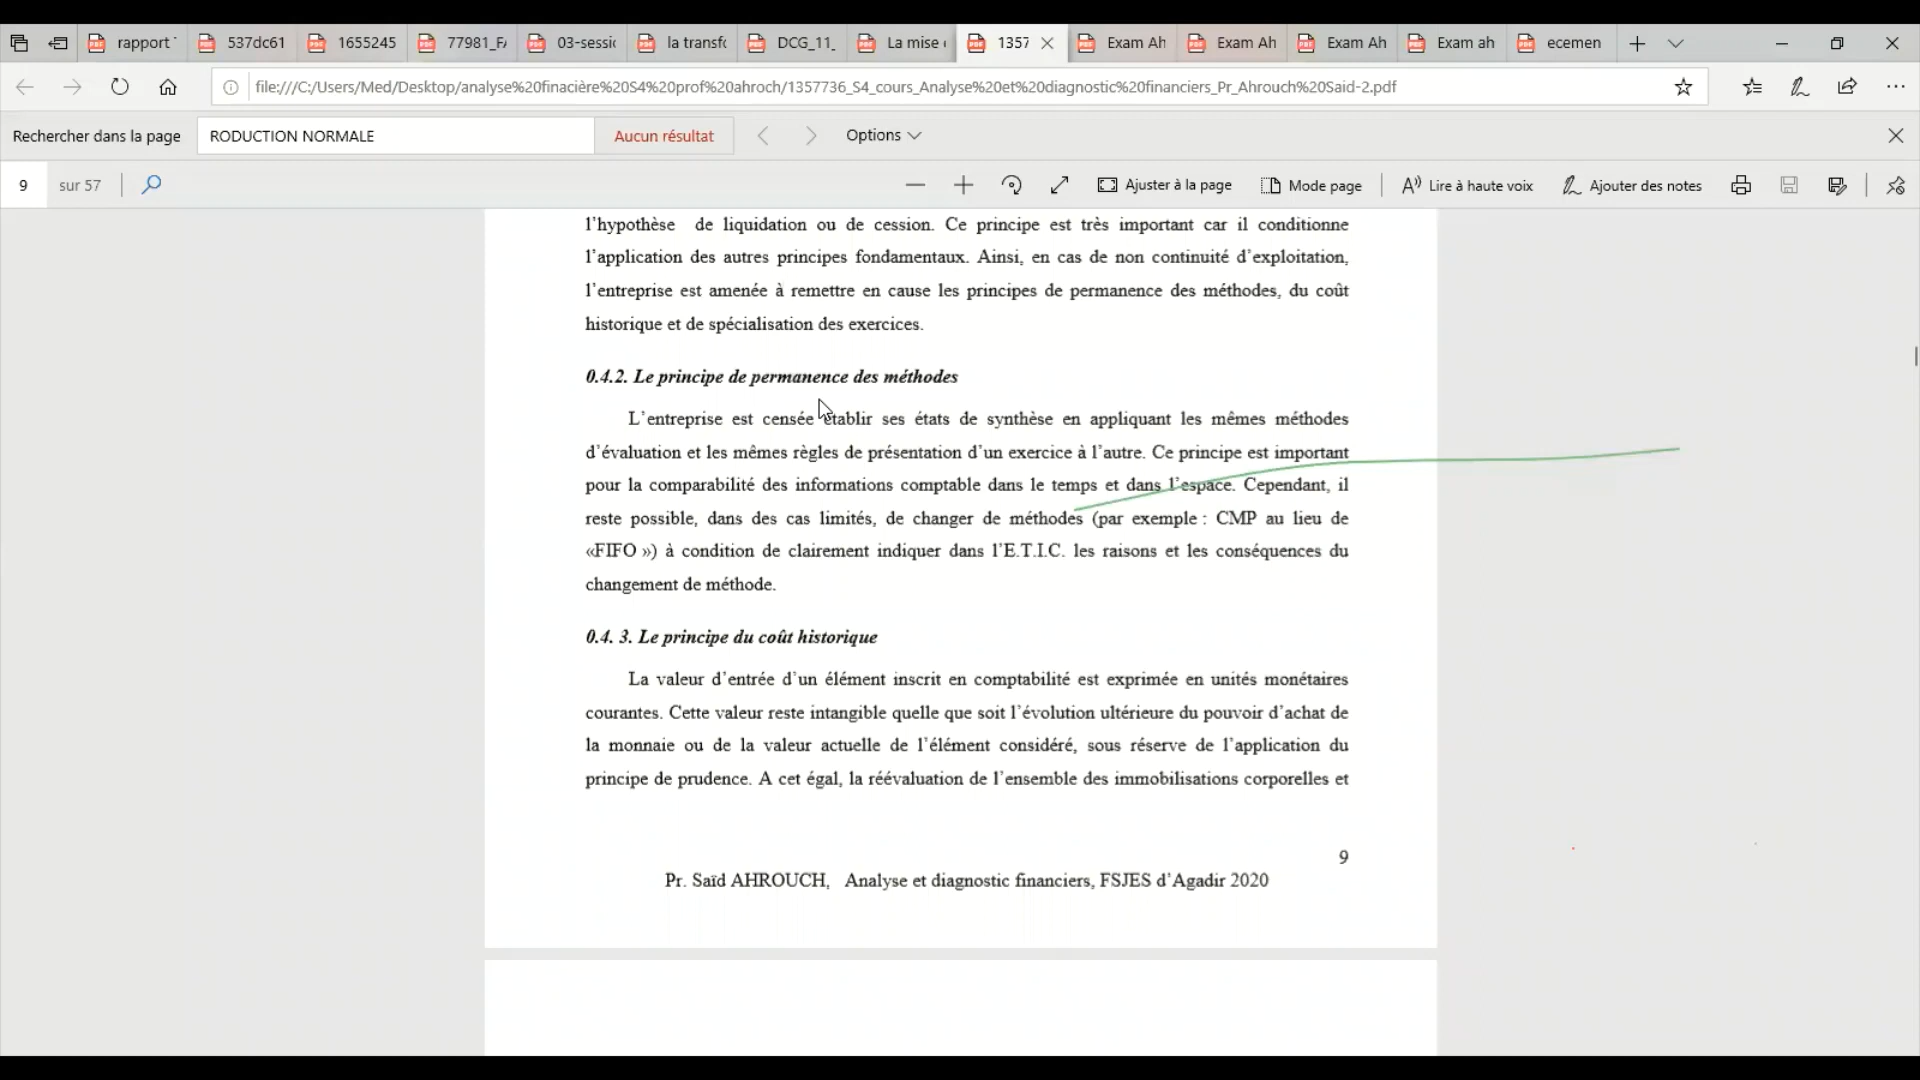 rapport
537dc61
1655245
77981_F
03-sessi
la transfo
DCG_11_
La mise
1357
Exam Ah
Exam Ah
Exam Ah
Exam ah
ecemen
file:///C:/Users/Med/Desktop/analyse%20finacière%20S4%20prof%20ahroch/1357736_S4_cours_Analyse%20et%20diagnostic%20financiers_Pr_Ahrouch%20Said-2.pdf
Rechercher dans la page
RODUCTION NORMALE
Aucun résultat
Options
9 sur 57
Ajuster à la page
Mode page
Lire à haute voix
Ajouter des notes
l’hypothèse de liquidation ou de cession. Ce principe est très important car il conditionne
l’application des autres principes fondamentaux. Ainsi, en cas de non continuité d’exploitation,
l’entreprise est amenée à remettre en cause les principes de permanence des méthodes, du coût
historique et de spécialisation des exercices.
0.4.2. Le principe de permanence des méthodes
L’entreprise est censée établir ses états de synthèse en appliquant les mêmes méthodes
d’évaluation et les mêmes règles de présentation d’un exercice à l’autre. Ce principe est important
pour la comparabilité des informations comptable dans le temps et dans l’espace. Cependant, il
reste possible, dans des cas limités, de changer de méthodes (par exemple : CMP au lieu de
«FIFO ») à condition de clairement indiquer dans l’E.T.I.C. les raisons et les conséquences du
changement de méthode.
0.4. 3. Le principe du coût historique
La valeur d’entrée d’un élément inscrit en comptabilité est exprimée en unités monétaires
courantes. Cette valeur reste intangible quelle que soit l’évolution ultérieure du pouvoir d’achat de
la monnaie ou de la valeur actuelle de l’élément considéré, sous réserve de l’application du
principe de prudence. A cet égal, la réévaluation de l’ensemble des immobilisations corporelles et
9
Pr. Saïd AHROUCH, Analyse et diagnostic financiers, FSJES d’Agadir 2020